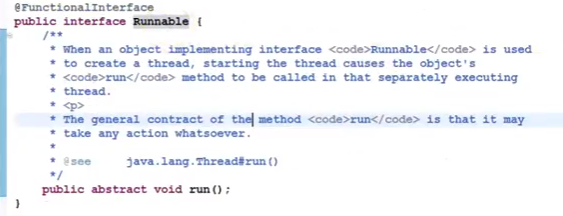 @FunctionalInterface
public interface Runnable {
/**
* When an object implementing interface <code>Runnable</code> is used
* to create a thread, starting the thread causes the object's
* <code>run</code> method to be called in that separately executing
* thread.
* <p>
* The general contract of the method <code>run</code> is that it may
* take any action whatsoever.
*
* @see java.lang.Thread#run()
*/
public abstract void run();
}